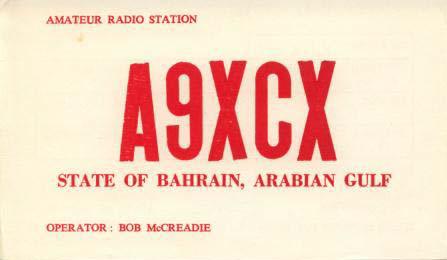 AMATEUR RADIO STATION
A9XCX
STATE OF BAHRAIN, ARABIAN GULF
OPERATOR : BOB McCREADIE